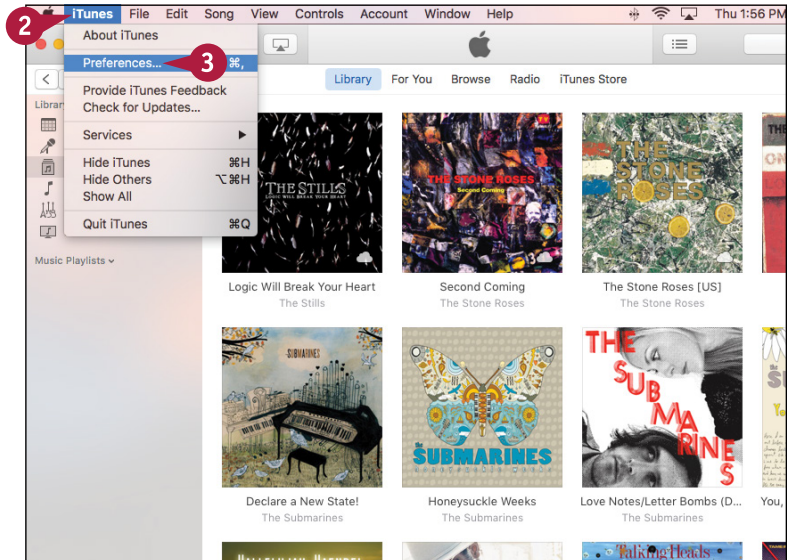 2
iTunes File Edit Song View Controls Account Window Help Thu 1:56 PM
About iTunes
Preferences... ⌘,
3
Provide iTunes Feedback
Check for Updates...
Services
Hide iTunes ⌘H
Hide Others ⌥⌘H
Show All
Quit iTunes ⌘Q
Library For You Browse Radio iTunes Store
Library
Music Playlists
THE STILLS
LOGIC WILL BREAK YOUR HEART
THE STONE ROSES
Second Coming
THE STONE ROSES
Logic Will Break Your Heart
The Stills
Second Coming
The Stone Roses
The Stone Roses [US]
The Stone Roses
SUBMARINES
the SUBMARINES
THE SUBMARINES
Declare a New State!
The Submarines
Honeysuckle Weeks
The Submarines
Love Notes/Letter Bombs (D...
The Submarines
You,
Talking Heads